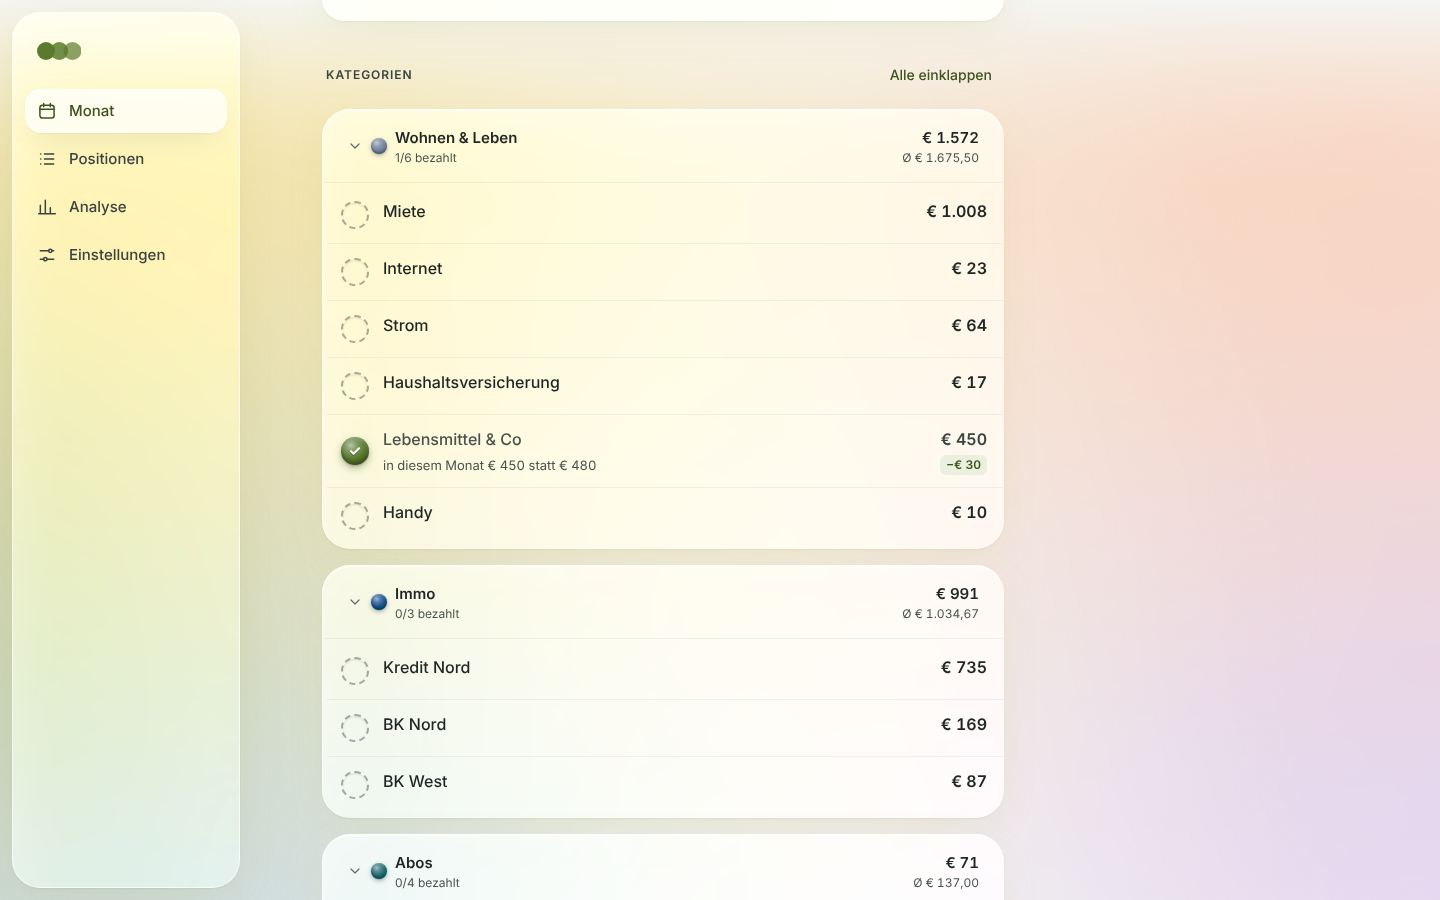 Monat
Positionen
Analyse
Einstellungen
KATEGORIEN
Alle einklappen
Wohnen & Leben
€ 1.572
1/6 bezahlt
Ø € 1.675,50
Miete
€ 1.008
Internet
€ 23
Strom
€ 64
Haushaltsversicherung
€ 17
Lebensmittel & Co
€ 450
in diesem Monat € 450 statt € 480
−€ 30
Handy
€ 10
Immo
€ 991
0/3 bezahlt
Ø € 1.034,67
Kredit Nord
€ 735
BK Nord
€ 169
BK West
€ 87
Abos
€ 71
0/4 bezahlt
Ø € 137,00